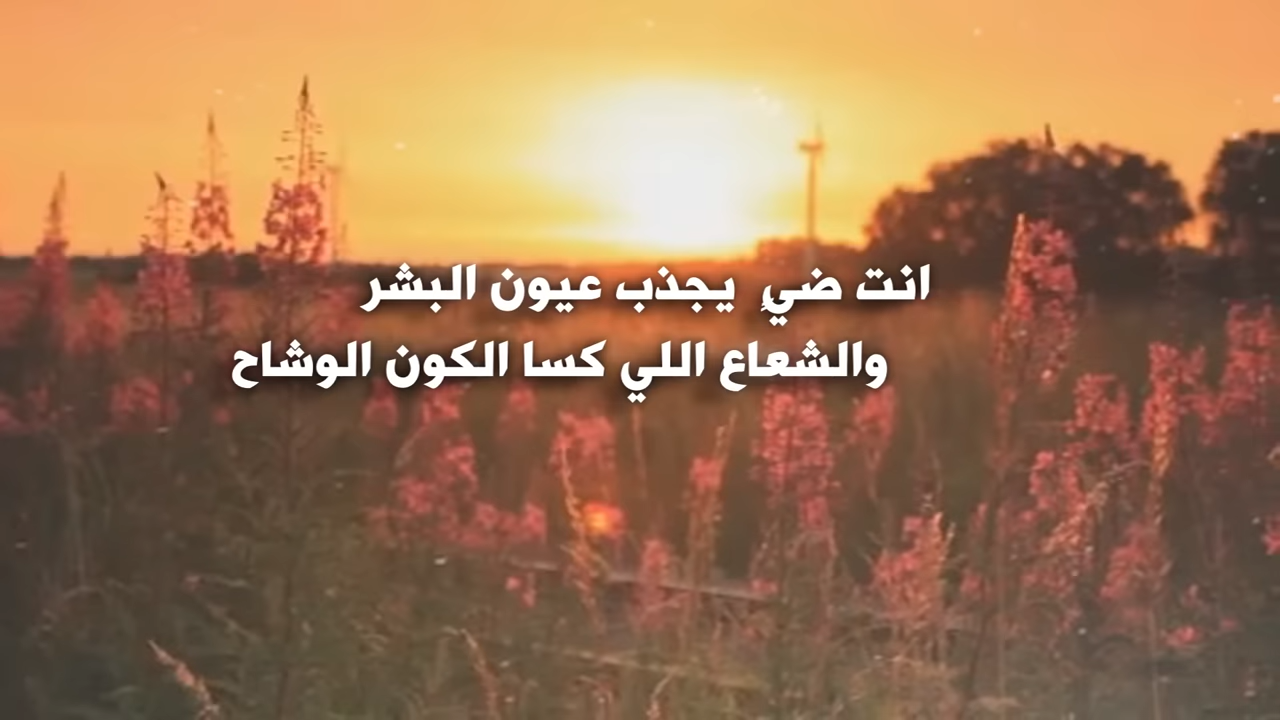 انت ضيٍ يجذب عيون البشر
والشعاع اللي كسا الكون الوشاح